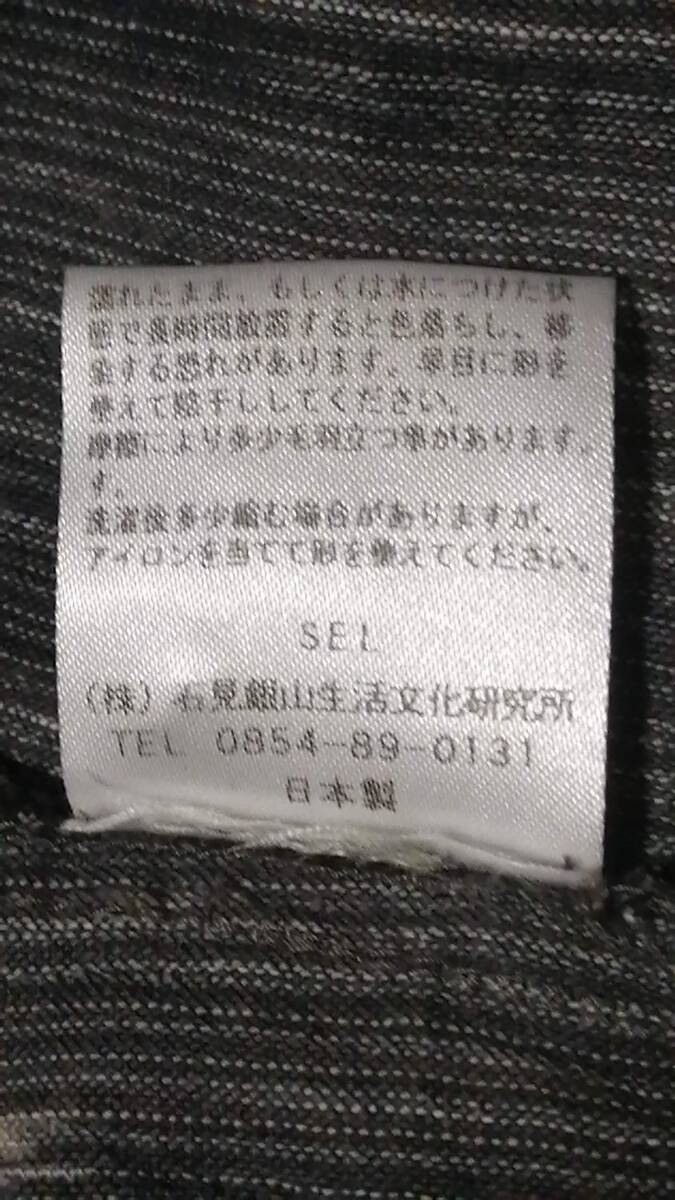 濡れたまま、もしくは水につけた状
態で長時間放置すると色落ちし、移
染する恐れがあります。早目に形を
整えて陰干ししてください。
摩擦により多少毛羽立つ事があります。
す。
洗濯後多少縮む場合がありますが、
アイロンを当てて形を整えてください。
SEL
(株)石見銀山生活文化研究所
TEL 0854-89-0131
日本製